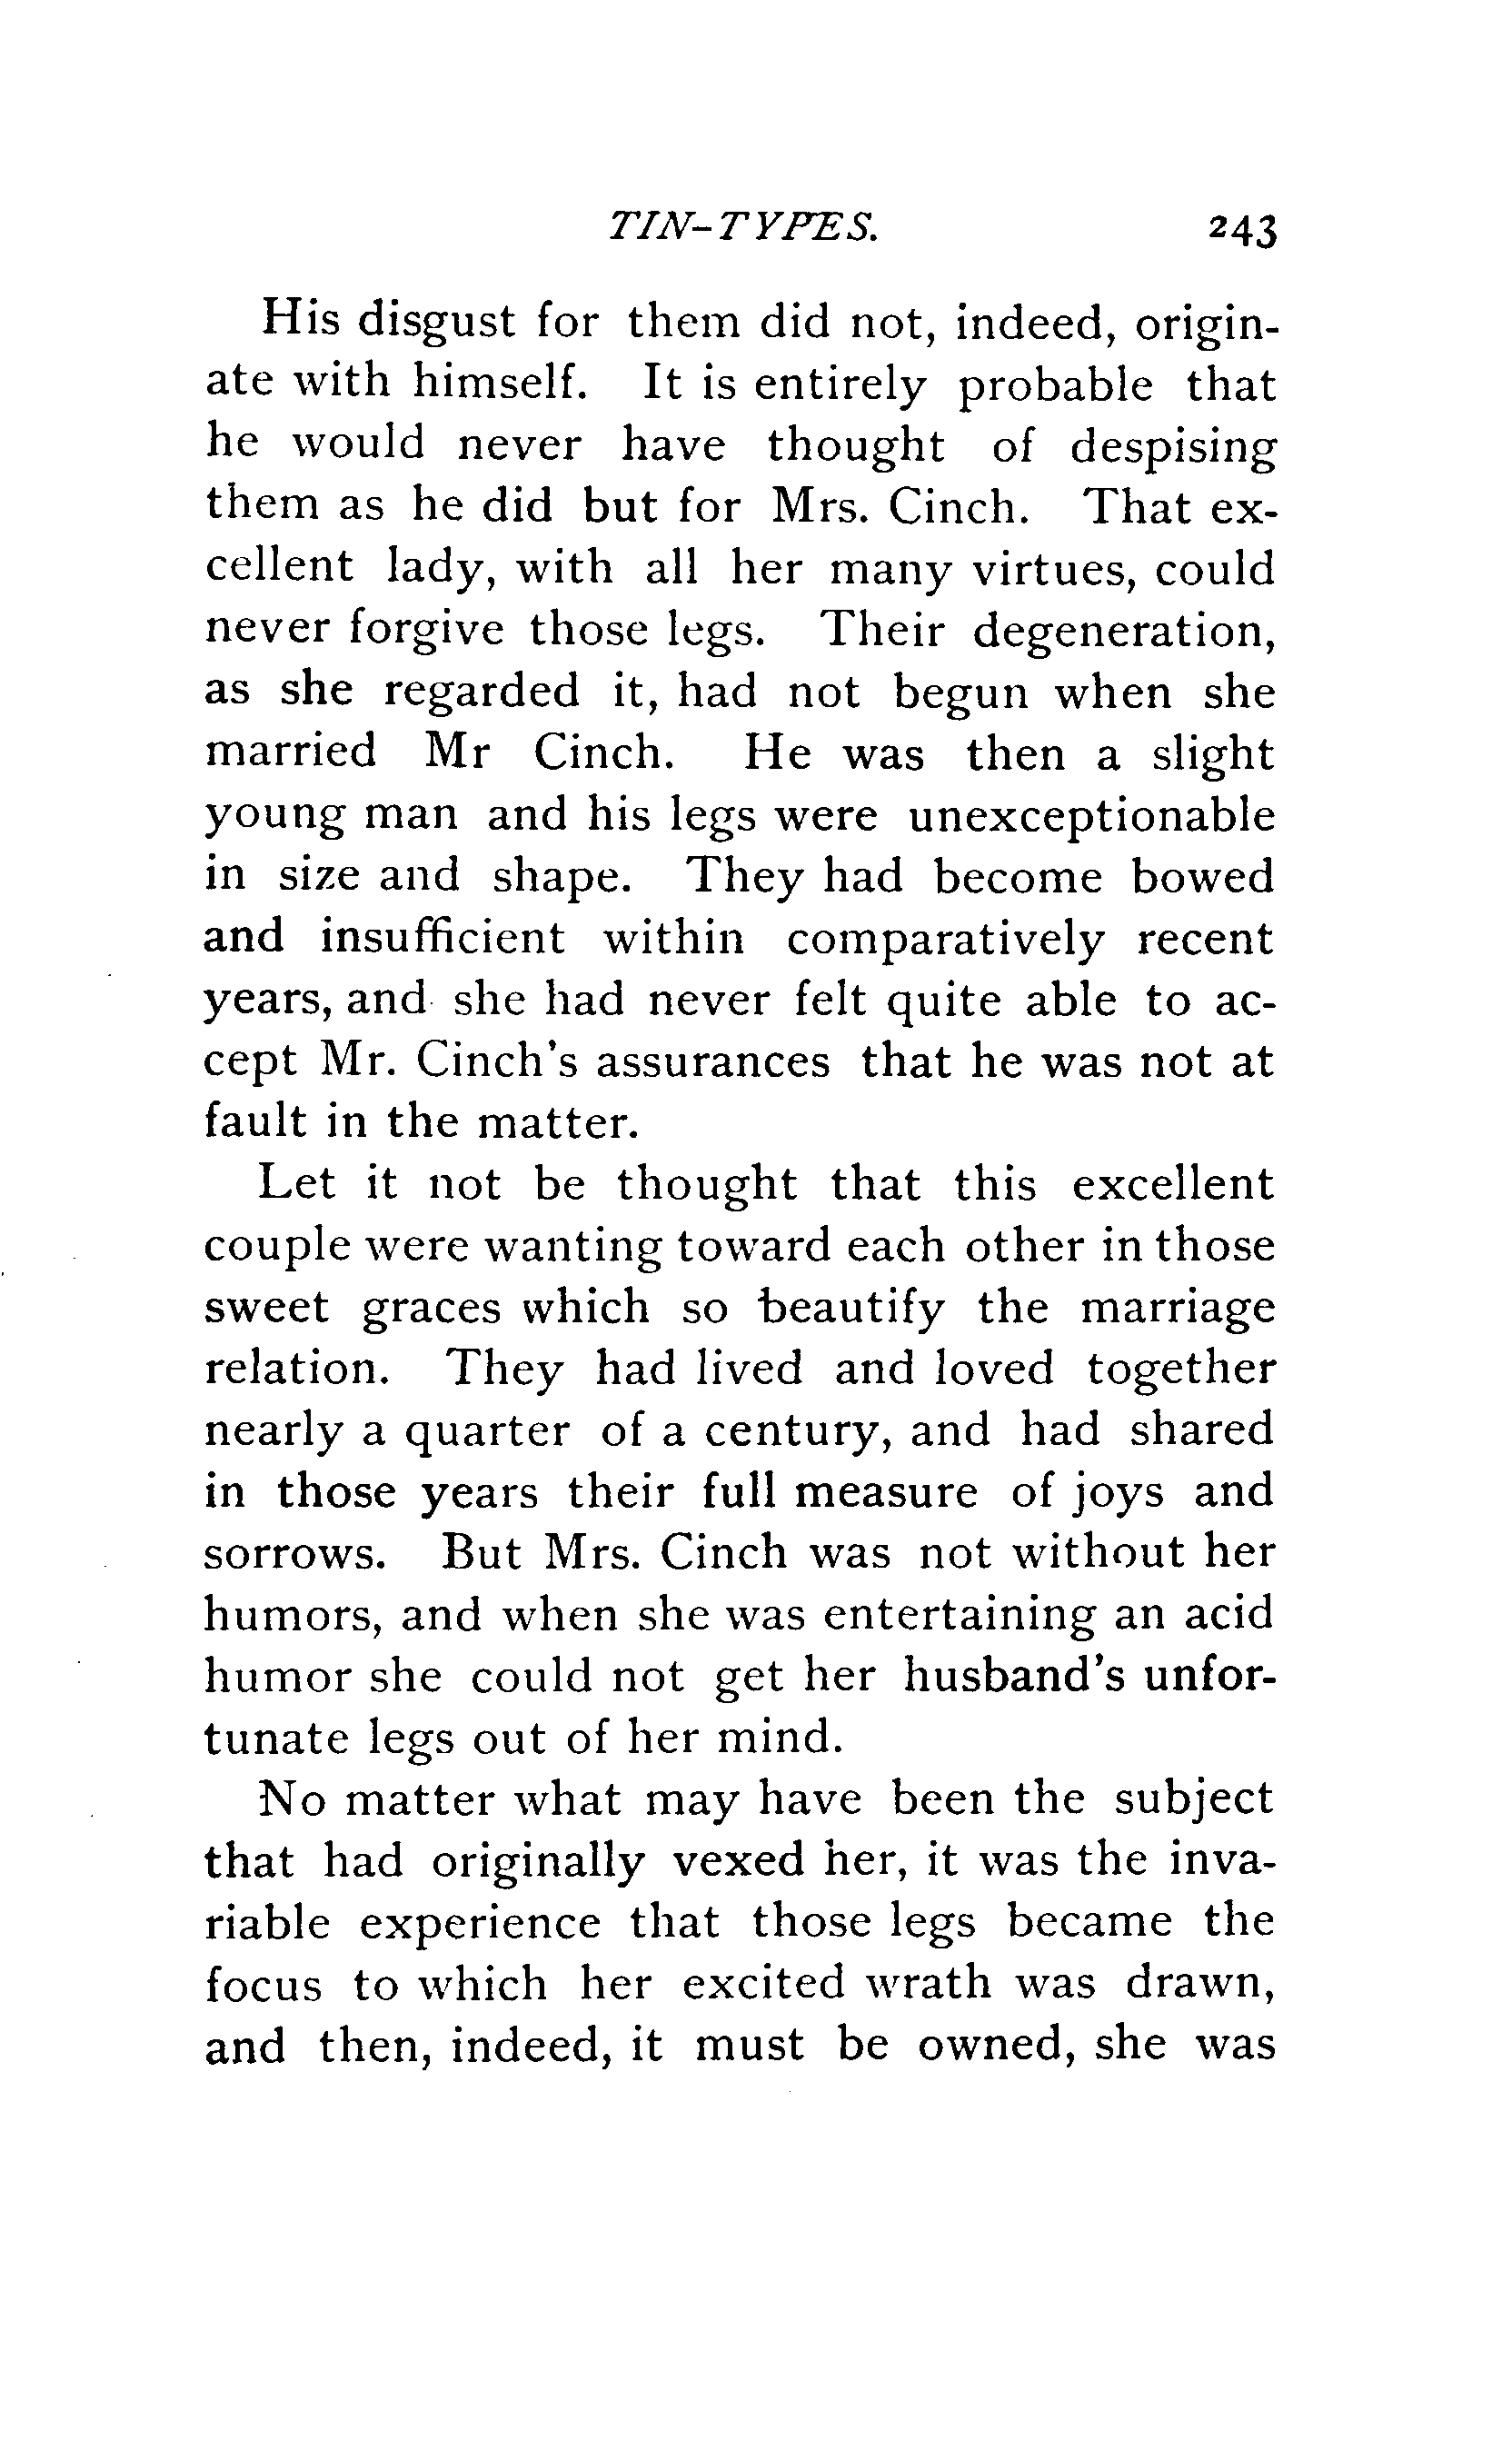 TIN-TYPES. 243
His disgust for them did not, indeed, origin-
ate with himself. It is entirely probable that
he would never have thought of despising
them as he did but for Mrs. Cinch. That ex-
cellent lady, with all her many virtues, could
never forgive those legs. Their degeneration,
as she regarded it, had not begun when she
married Mr Cinch. He was then a slight
young man and his legs were unexceptionable
in size and shape. They had become bowed
and insufficient within comparatively recent
years, and she had never felt quite able to ac-
cept Mr. Cinch's assurances that he was not at
fault in the matter.
Let it not be thought that this excellent
couple were wanting toward each other in those
sweet graces which so beautify the marriage
relation. They had lived and loved together
nearly a quarter of a century, and had shared
in those years their full measure of joys and
sorrows. But Mrs. Cinch was not without her
humors, and when she was entertaining an acid
humor she could not get her husband's unfor-
tunate legs out of her mind.
No matter what may have been the subject
that had originally vexed her, it was the inva-
riable experience that those legs became the
focus to which her excited wrath was drawn,
and then, indeed, it must be owned, she was